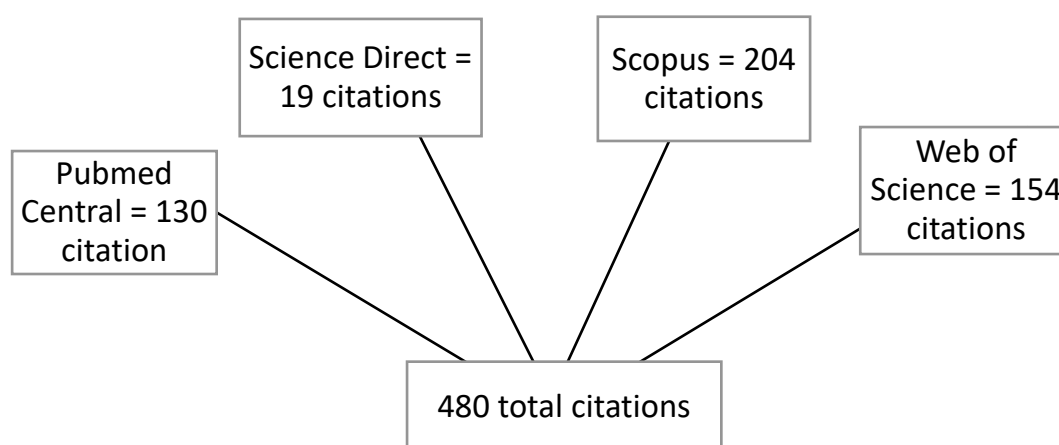 Science Direct =
19 citations
Scopus = 204
citations
Pubmed
Central = 130
citation
Web of
Science = 154
citations
480 total citations